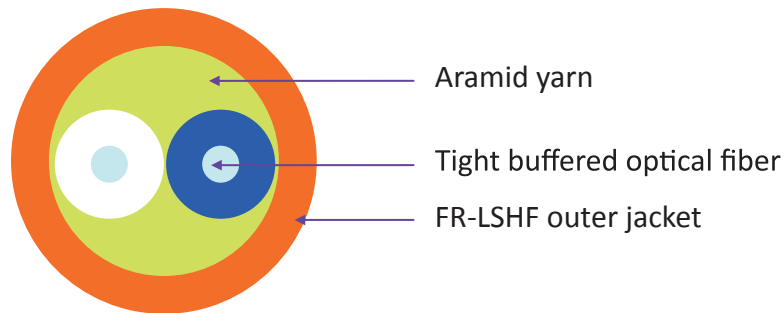 Aramid yarn
Tight buffered optical fiber
FR-LSHF outer jacket